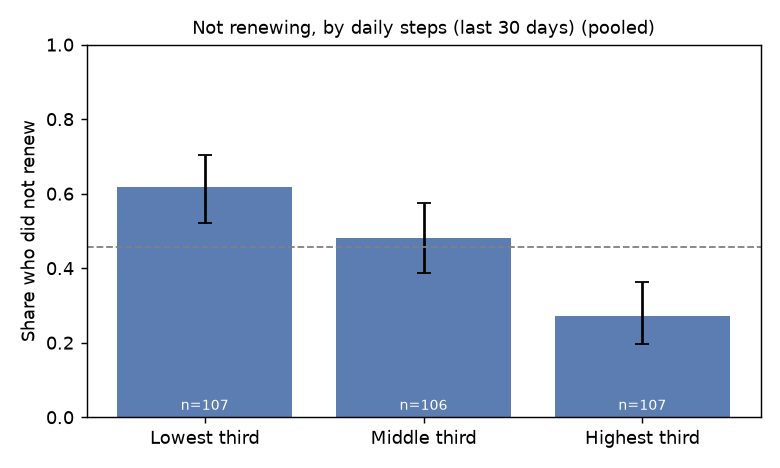 Not renewing, by daily steps (last 30 days) (pooled)
Share who did not renew
1.0
0.8
0.6
0.4
0.2
0.0
n=107
n=106
n=107
Lowest third
Middle third
Highest third